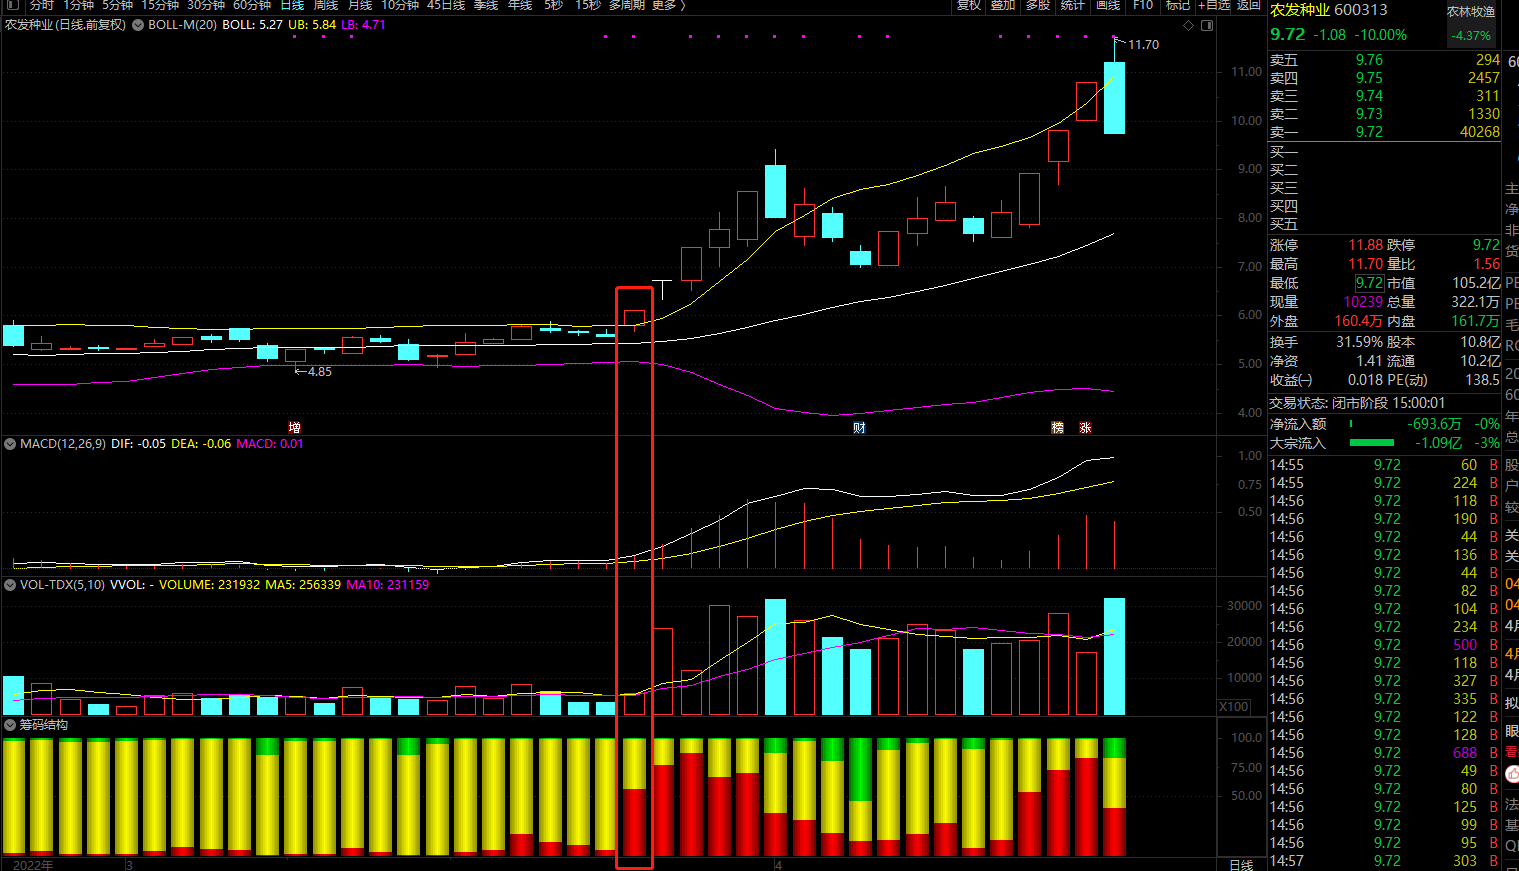 分时 1分钟 5分钟 15分钟 30分钟 60分钟 日线 周线 月线 10分钟 45日线 季线 年线 5秒 15秒 多周期 更多 〉 复权 叠加 多股 统计 画线 F10 标记 +自选 返回
农发种业(日线,前复权) BOLL-M(20) BOLL: 5.27 UB: 5.84 LB: 4.71
11.70
11.00
10.00
9.00
8.00
7.00
6.00
5.00
4.00
4.85
增 财 榜 涨
MACD(12,26,9) DIF: -0.05 DEA: -0.06 MACD: 0.01
1.00
0.75
0.50
VOL-TDX(5,10) VVOL: - VOLUME: 231932 MA5: 256339 MA10: 231159
30000
20000
10000
X100
筹码结构
100.0
75.00
50.00
2022年 3 4 日线
农发种业 600313 农林牧渔
9.72 -1.08 -10.00% -4.37%
卖五 9.76 294
卖四 9.75 2457
卖三 9.74 311
卖二 9.73 1330
卖一 9.72 40268
买一
买二
买三
买四
买五
涨停 11.88 跌停 9.72
最高 11.70 量比 1.56
最低 9.72 市值 105.2亿
现量 10239 总量 322.1万
外盘 160.4万 内盘 161.7万
换手 31.59% 股本 10.8亿
净资 1.41 流通 10.2亿
收益(一) 0.018 PE(动) 138.5
交易状态: 闭市阶段 15:00:01
净流入额 -693.6万 -0%
大宗流入 -1.09亿 -3%
14:55 9.72 60 B
14:55 9.72 224 B
14:56 9.72 118 B
14:56 9.72 190 B
14:56 9.72 44 B
14:56 9.72 136 B
14:56 9.72 44 B
14:56 9.72 82 B
14:56 9.72 104 B
14:56 9.72 234 B
14:56 9.72 500 B
14:56 9.72 118 B
14:56 9.72 327 B
14:56 9.72 335 B
14:56 9.72 122 B
14:56 9.72 128 B
14:56 9.72 688 B
14:56 9.72 49 B
14:56 9.72 80 B
14:56 9.72 125 B
14:56 9.72 99 B
14:56 9.72 95 B
14:57 9.72 303 B